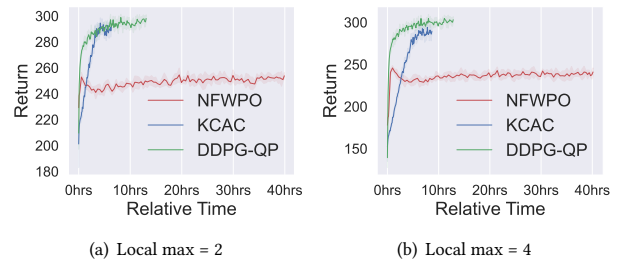 300
280
260
240
220
200
180
Return
NFWPO
KCAC
DDPG-QP
0hrs 10hrs 20hrs 30hrs 40hrs
Relative Time
(a) Local max = 2
300
250
200
150
Return
NFWPO
KCAC
DDPG-QP
0hrs 10hrs 20hrs 30hrs 40hrs
Relative Time
(b) Local max = 4